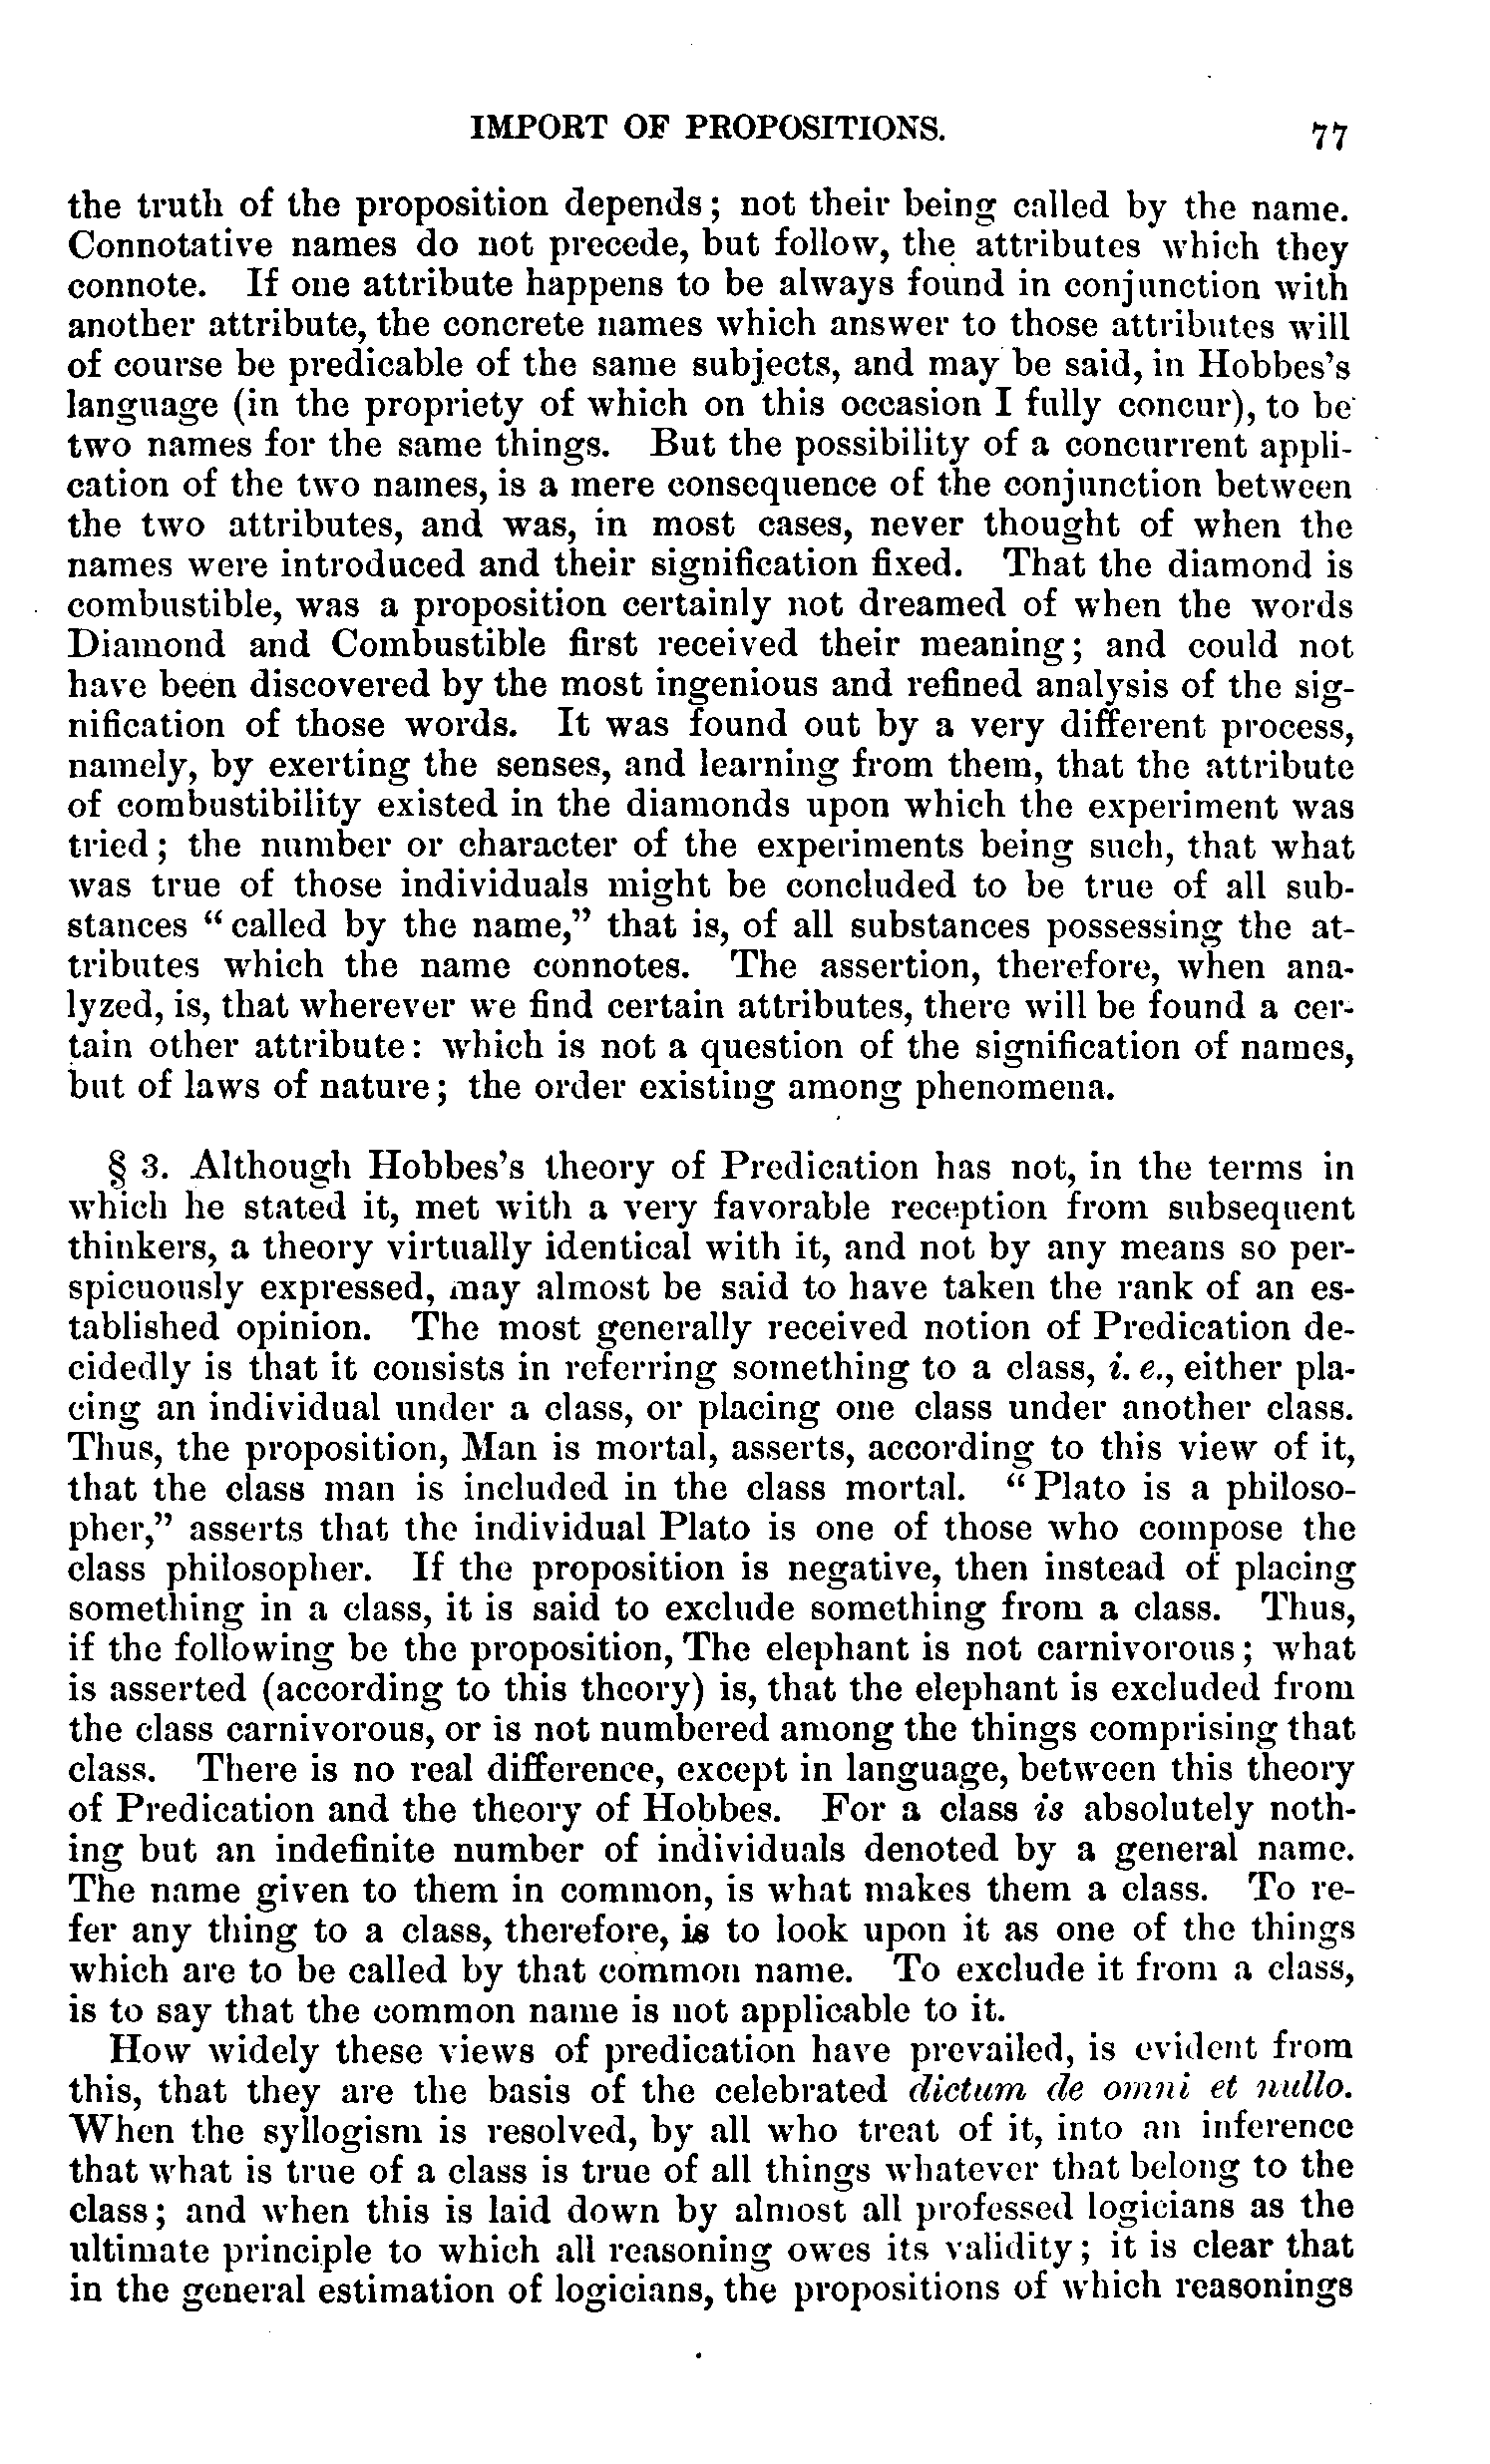 IMPORT OF PROPOSITIONS. 77
the truth of the proposition depends; not their being called by the name.
Connotative names do not precede, but follow, the attributes which they
connote. If one attribute happens to be always found in conjunction with
another attribute, the concrete names which answer to those attributes will
of course be predicable of the same subjects, and may be said, in Hobbes's
language (in the propriety of which on this occasion I fully concur), to be
two names for the same things. But the possibility of a concurrent appli-
cation of the two names, is a mere consequence of the conjunction between
the two attributes, and was, in most cases, never thought of when the
names were introduced and their signification fixed. That the diamond is
combustible, was a proposition certainly not dreamed of when the words
Diamond and Combustible first received their meaning; and could not
have been discovered by the most ingenious and refined analysis of the sig-
nification of those words. It was found out by a very different process,
namely, by exerting the senses, and learning from them, that the attribute
of combustibility existed in the diamonds upon which the experiment was
tried; the number or character of the experiments being such, that what
was true of those individuals might be concluded to be true of all sub-
stances "called by the name," that is, of all substances possessing the at-
tributes which the name connotes. The assertion, therefore, when ana-
lyzed, is, that wherever we find certain attributes, there will be found a cer-
tain other attribute: which is not a question of the signification of names,
but of laws of nature; the order existing among phenomena.
§ 3. Although Hobbes's theory of Predication has not, in the terms in
which he stated it, met with a very favorable reception from subsequent
thinkers, a theory virtually identical with it, and not by any means so per-
spicuously expressed, may almost be said to have taken the rank of an es-
tablished opinion. The most generally received notion of Predication de-
cidedly is that it consists in referring something to a class, i. e., either pla-
cing an individual under a class, or placing one class under another class.
Thus, the proposition, Man is mortal, asserts, according to this view of it,
that the class man is included in the class mortal. "Plato is a philoso-
pher," asserts that the individual Plato is one of those who compose the
class philosopher. If the proposition is negative, then instead of placing
something in a class, it is said to exclude something from a class. Thus,
if the following be the proposition, The elephant is not carnivorous; what
is asserted (according to this theory) is, that the elephant is excluded from
the class carnivorous, or is not numbered among the things comprising that
class. There is no real difference, except in language, between this theory
of Predication and the theory of Hobbes. For a class is absolutely noth-
ing but an indefinite number of individuals denoted by a general name.
The name given to them in common, is what makes them a class. To re-
fer any thing to a class, therefore, is to look upon it as one of the things
which are to be called by that common name. To exclude it from a class,
is to say that the common name is not applicable to it.
How widely these views of predication have prevailed, is evident from
this, that they are the basis of the celebrated dictum de omni et nullo.
When the syllogism is resolved, by all who treat of it, into an inference
that what is true of a class is true of all things whatever that belong to the
class; and when this is laid down by almost all professed logicians as the
ultimate principle to which all reasoning owes its validity; it is clear that
in the general estimation of logicians, the propositions of which reasonings